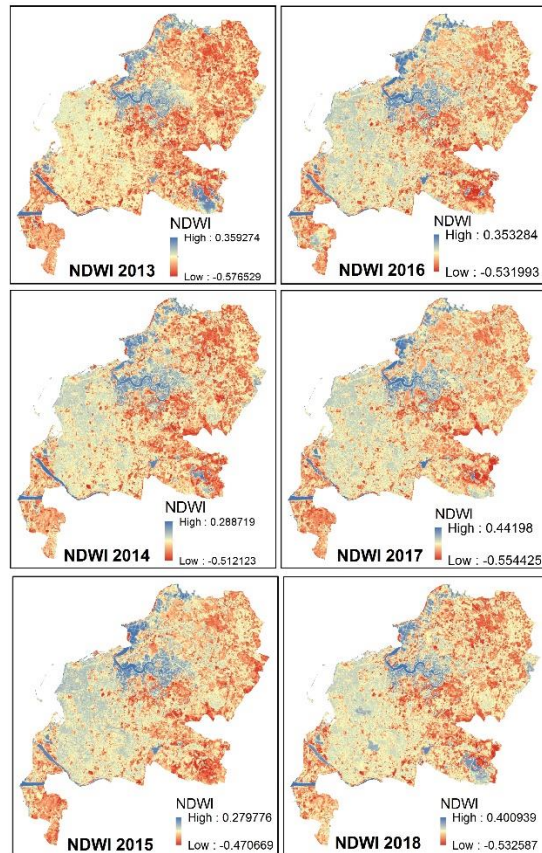 NDWI
High : 0.359274
Low : -0.576529
NDWI 2013
NDWI
High : 0.353284
Low : -0.531993
NDWI 2016
NDWI
High : 0.288719
Low : -0.512123
NDWI 2014
NDWI
High : 0.44198
Low : -0.554425
NDWI 2017
NDWI
High : 0.279776
Low : -0.470669
NDWI 2015
NDWI
High : 0.400939
Low : -0.532587
NDWI 2018